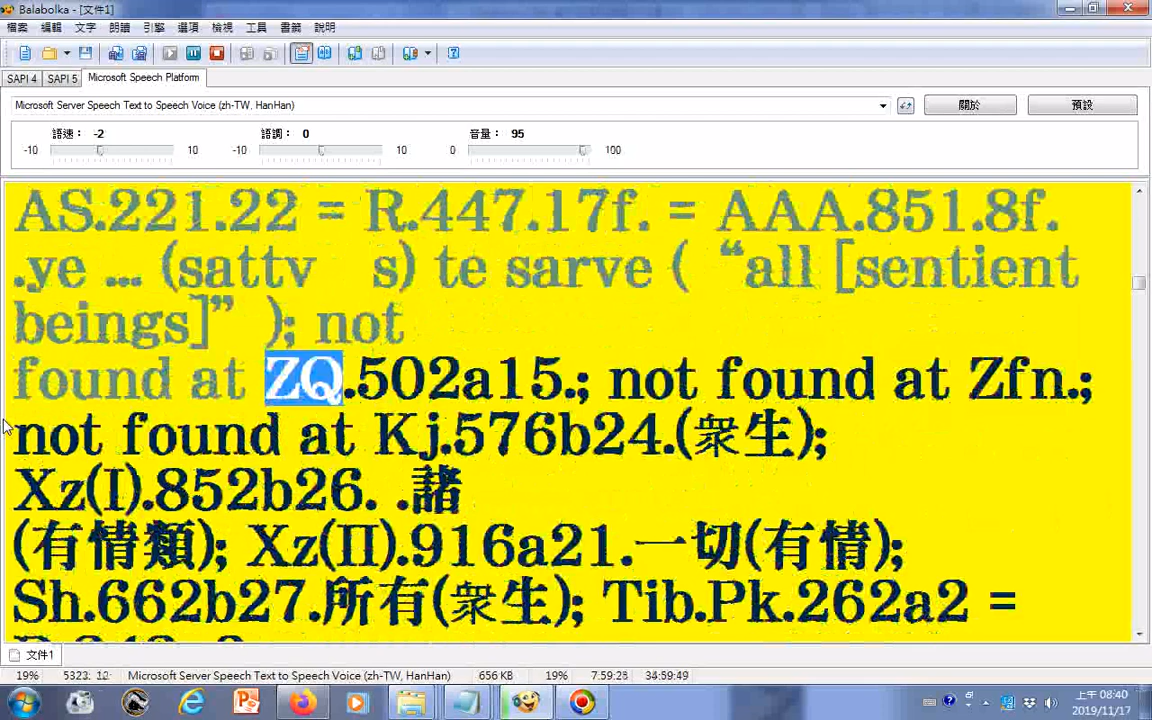 Balabolka - [文件1]
檔案 編輯 文字 朗讀 引擎 選項 檢視 工具 書籤 說明
SAPI 4 SAPI 5 Microsoft Speech Platform
Microsoft Server Speech Text to Speech Voice (zh-TW, HanHan) 關於 預設
語速： -2 語調： 0 音量： 95
-10 10 -10 10 0 100
AS.221.22 = R.447.17f. = AAA.851.8f.
.ye ... (sattv s) te sarve ( “all [sentient
beings]” ); not
found at ZQ.502a15.; not found at Zfn.;
not found at Kj.576b24.(衆生);
Xz(I).852b26. .諸
(有情類); Xz(Π).916a21.一切(有情);
Sh.662b27.所有(衆生); Tib.Pk.262a2 =
文件1
19% 5323: 12 Microsoft Server Speech Text to Speech Voice (zh-TW, HanHan) 656 KB 19% 7:59:28 34:59:49
上午 08:40
2019/11/17